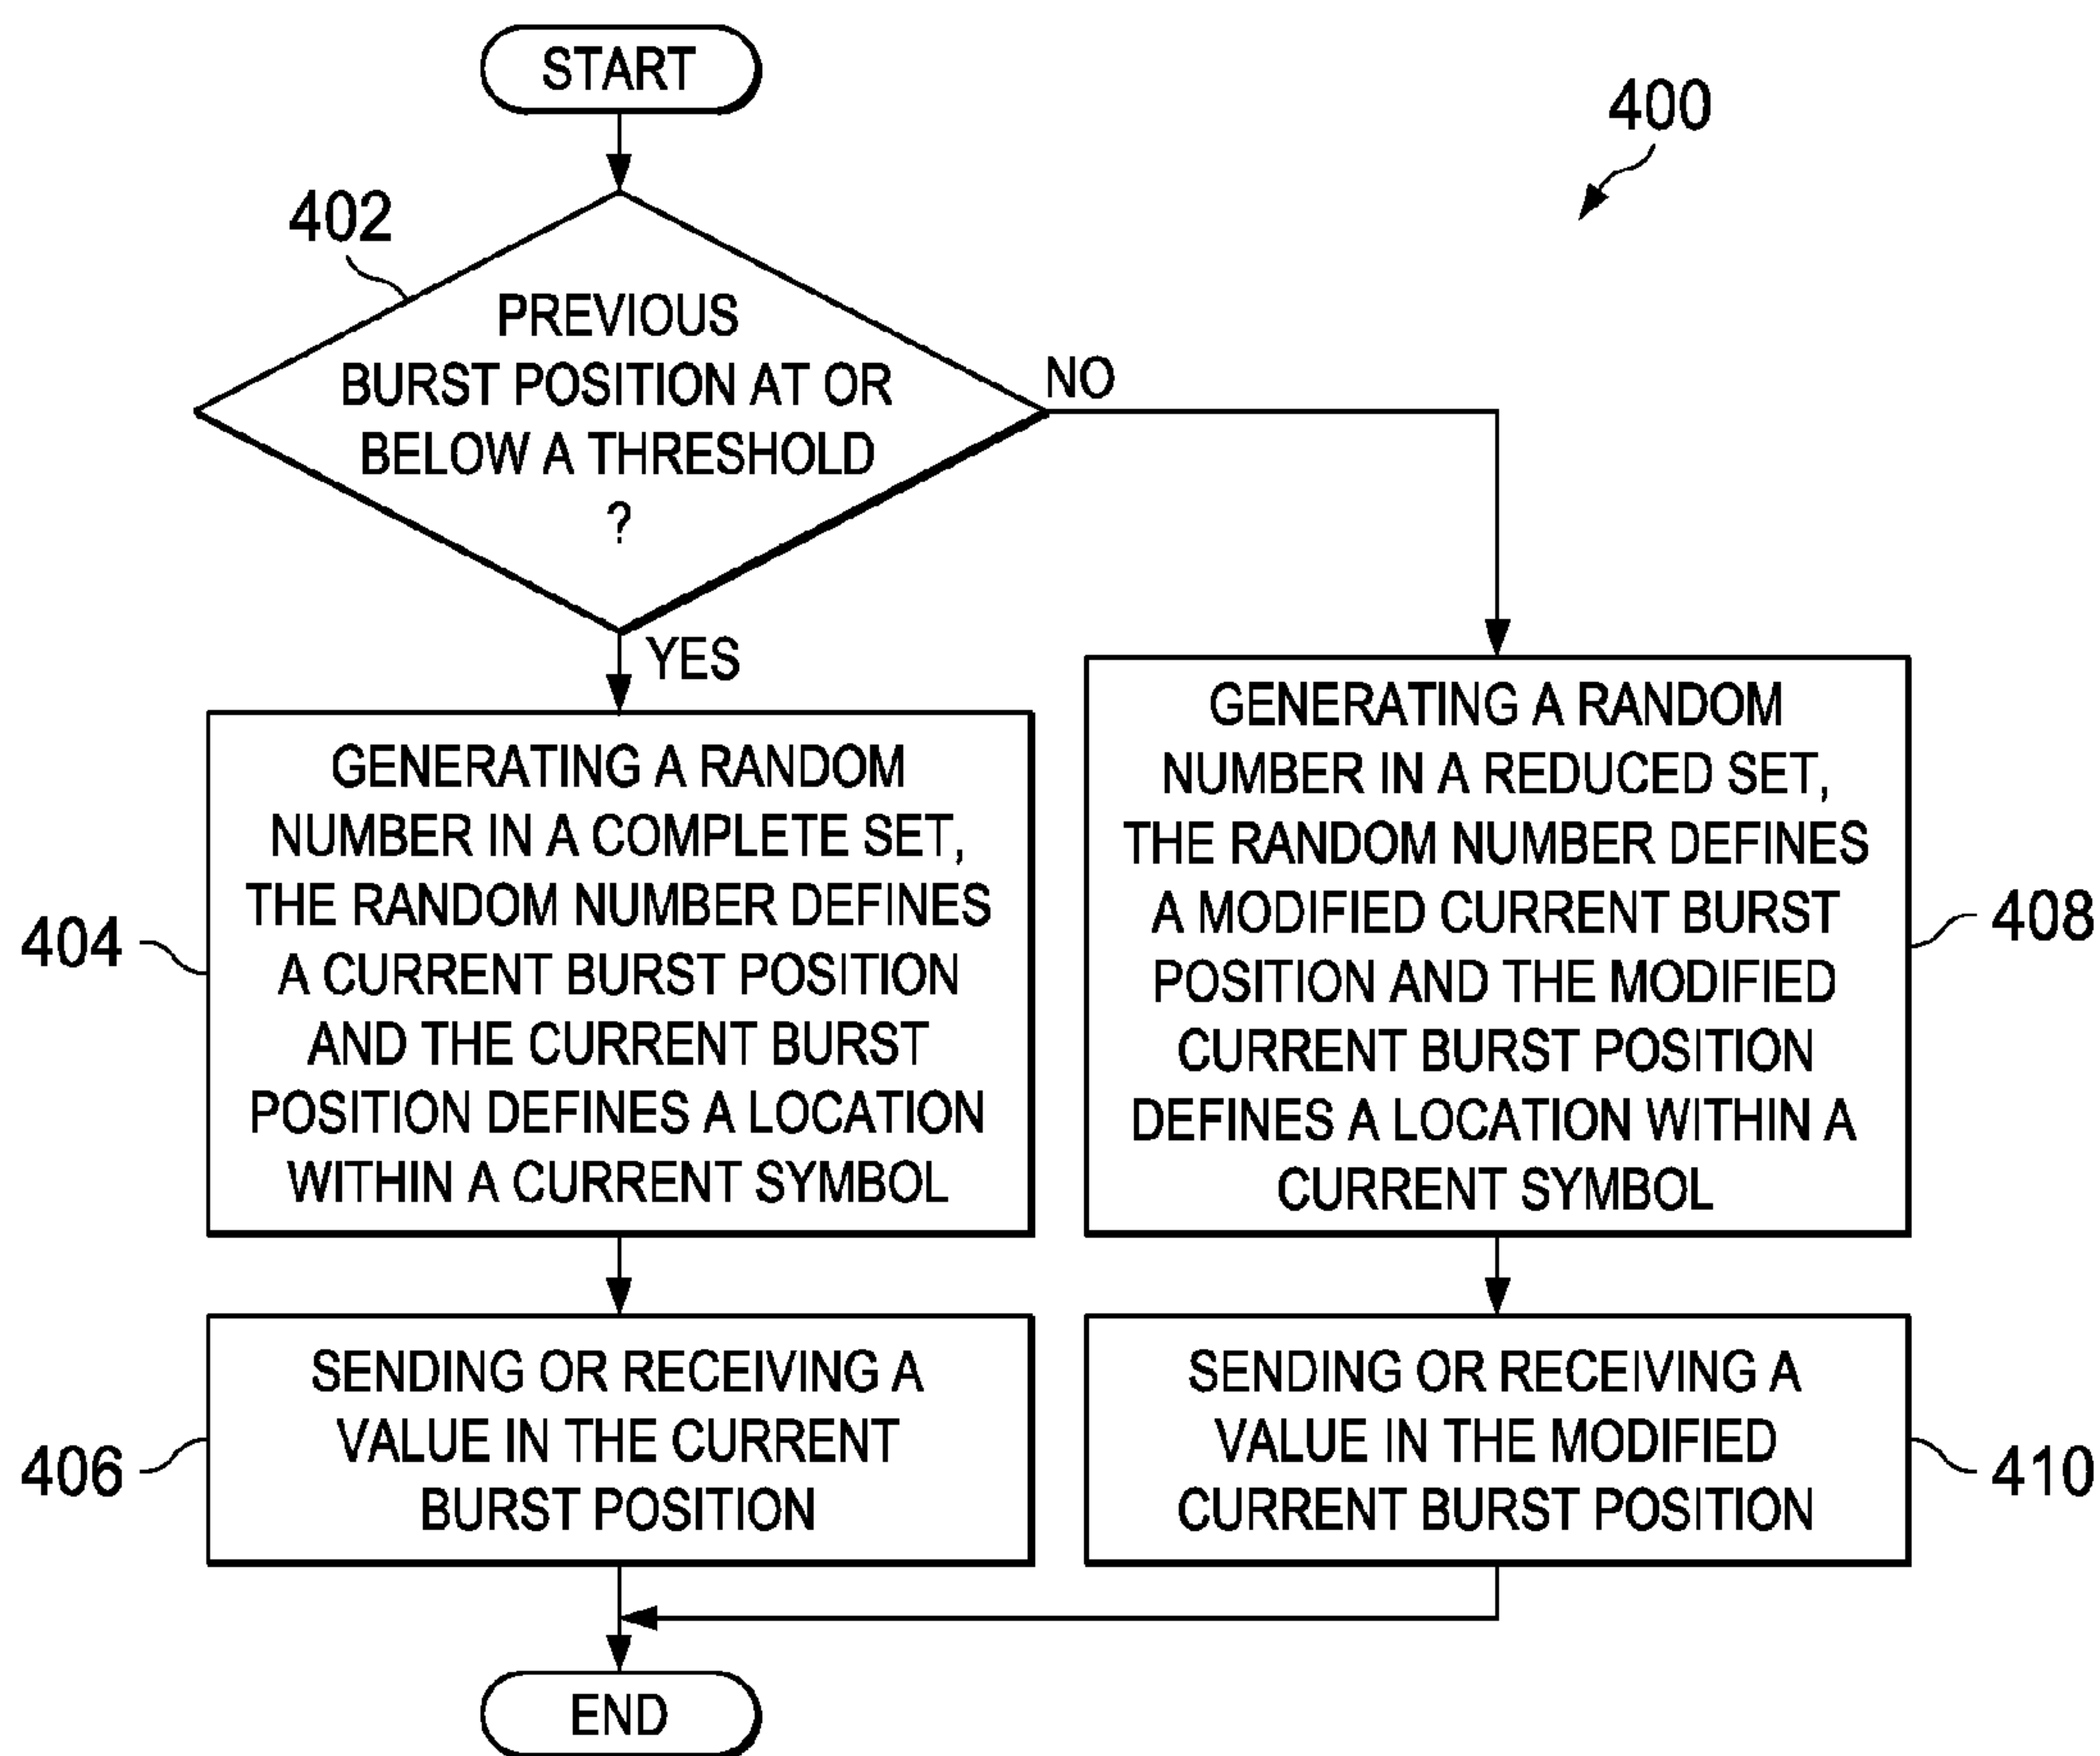 START
400
402
PREVIOUS
BURST POSITION AT OR
BELOW A THRESHOLD
?
NO
YES
GENERATING A RANDOM
NUMBER IN A COMPLETE SET,
THE RANDOM NUMBER DEFINES
A CURRENT BURST POSITION
AND THE CURRENT BURST
POSITION DEFINES A LOCATION
WITHIN A CURRENT SYMBOL
404
GENERATING A RANDOM
NUMBER IN A REDUCED SET,
THE RANDOM NUMBER DEFINES
A MODIFIED CURRENT BURST
POSITION AND THE MODIFIED
CURRENT BURST POSITION
DEFINES A LOCATION WITHIN A
CURRENT SYMBOL
408
SENDING OR RECEIVING A
VALUE IN THE CURRENT
BURST POSITION
406
SENDING OR RECEIVING A
VALUE IN THE MODIFIED
CURRENT BURST POSITION
410
END